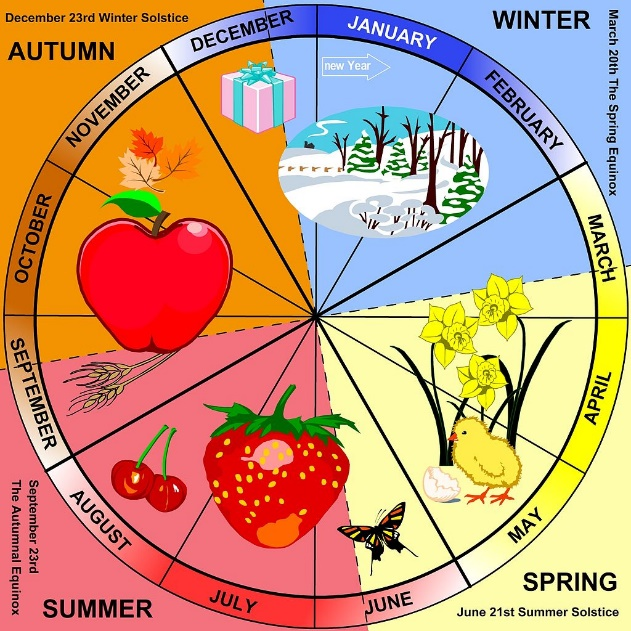 December 23rd Winter Solstice
AUTUMN
WINTER
March 20th The Spring Equinox
DECEMBER
JANUARY
FEBRUARY
MARCH
APRIL
MAY
JUNE
JULY
AUGUST
SEPTEMBER
OCTOBER
NOVEMBER
new Year
September 23rd
The Autumnal Equinox
SUMMER
SPRING
June 21st Summer Solstice